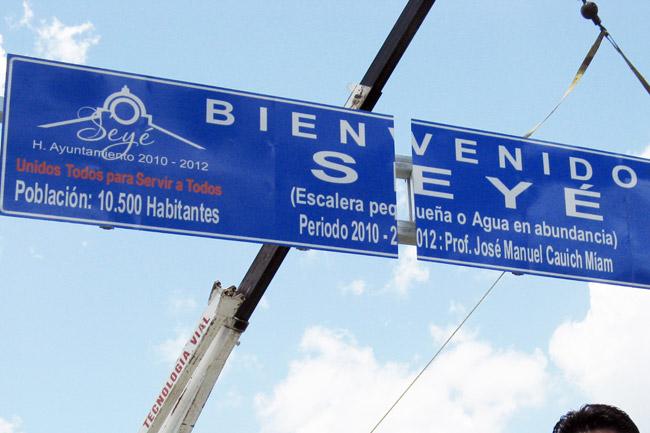 Seyé
H. Ayuntamiento 2010 - 2012
Unidos Todos para Servir a Todos
Población: 10.500 Habitantes
BIENVENIDO
SEYÉ
(Escalera pequeña o Agua en abundancia)
Periodo 2010 - 2012 : Prof. José Manuel Cauich Míam
TECNOLOGIA VIAL